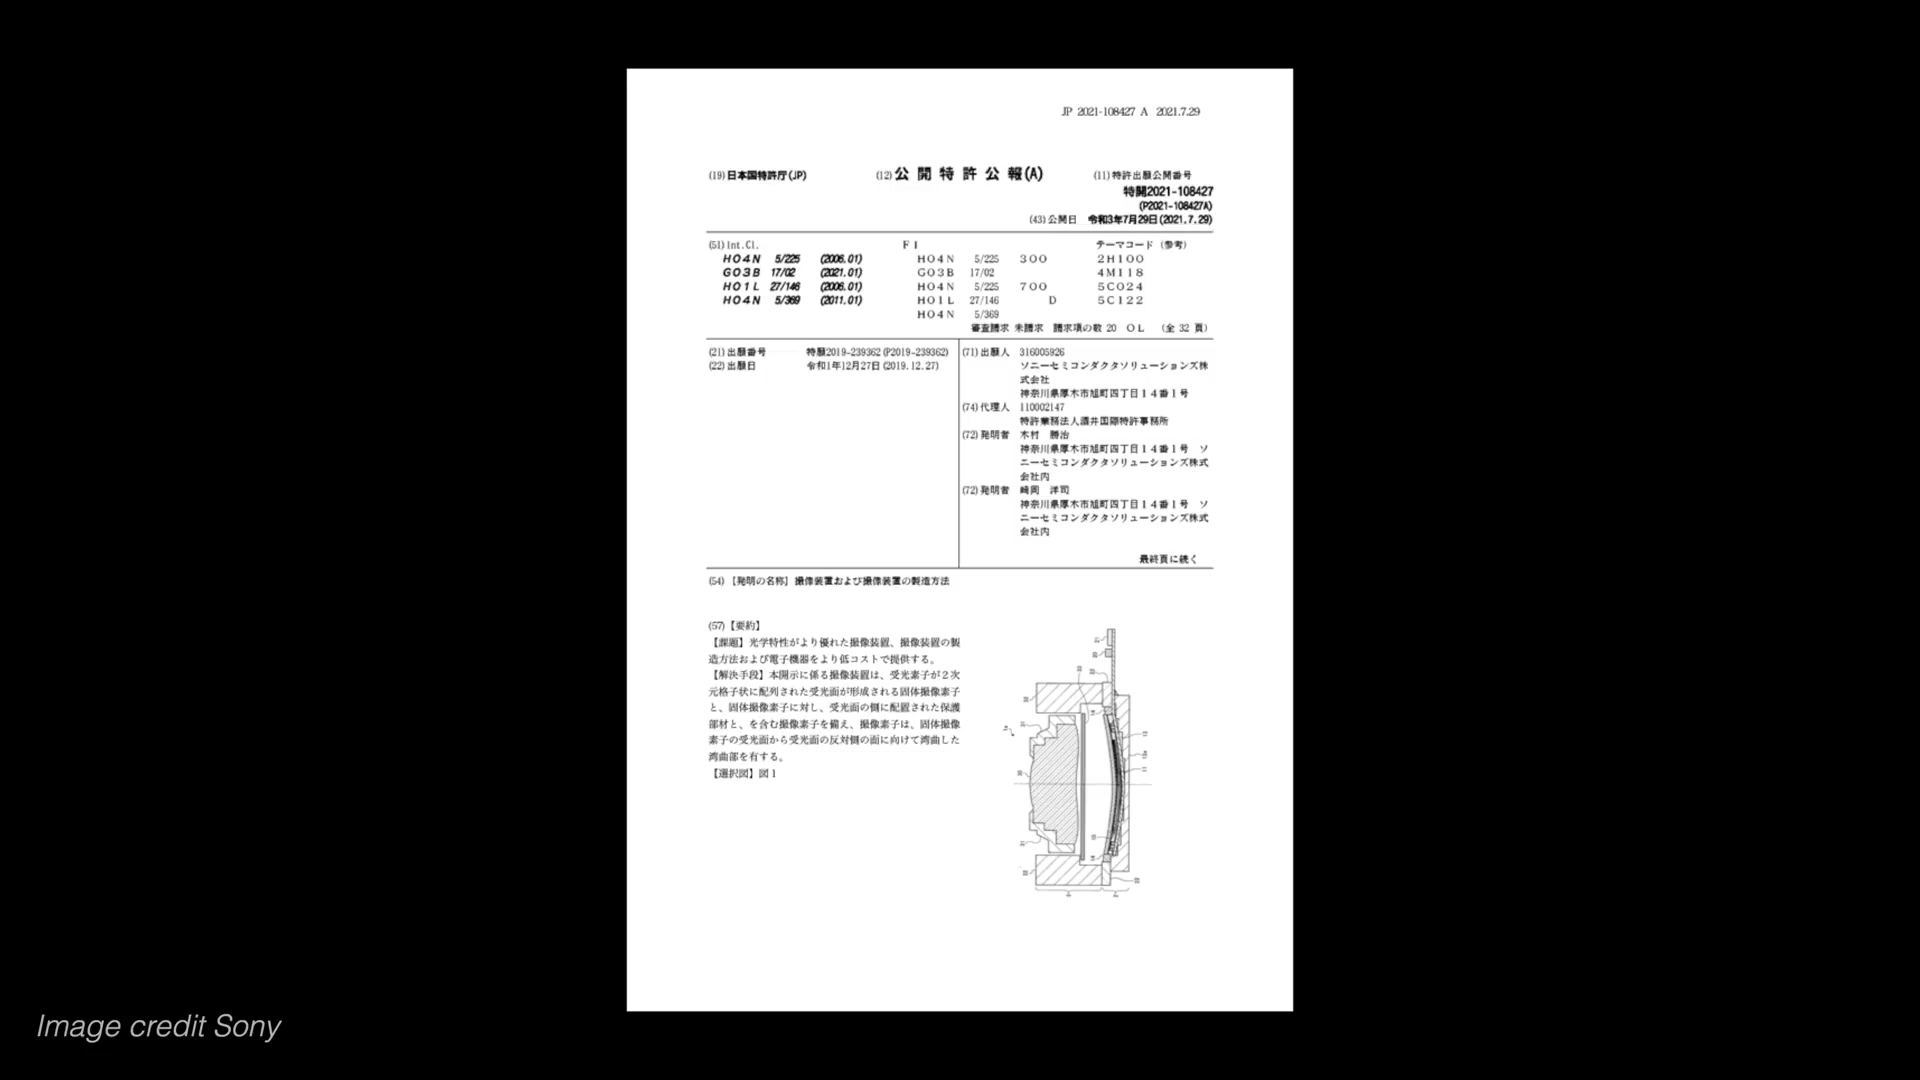 JP 2021-108427 A 2021.7.29
(19)日本国特許庁(JP) (12)公開特許公報(A) (11)特許出願公開番号
特開2021-108427
(P2021-108427A)
(43)公開日 令和3年7月29日(2021.7.29)
(51)Int.Cl. FI テーマコード(参考)
H04N 5/225 (2006.01) H04N 5/225 300 2H100
G03B 17/02 (2021.01) G03B 17/02 4M118
H01L 27/146 (2006.01) H04N 5/225 700 5C024
H04N 5/369 (2011.01) H01L 27/146 D 5C122
H04N 5/369
審査請求 未請求 請求項の数 20 OL (全 32 頁)
(21)出願番号 特願2019-239362(P2019-239362)
(22)出願日 令和1年12月27日(2019.12.27)
(71)出願人 316005926
ソニーセミコンダクタソリューションズ株
式会社
神奈川県厚木市旭町四丁目14番1号
(74)代理人 110002147
特許業務法人酒井国際特許事務所
(72)発明者 木村 勝治
神奈川県厚木市旭町四丁目14番1号 ソ
ニーセミコンダクタソリューションズ株式
会社内
(72)発明者 崎岡 洋司
神奈川県厚木市旭町四丁目14番1号 ソ
ニーセミコンダクタソリューションズ株式
会社内
最終頁に続く
(54)【発明の名称】撮像装置および撮像装置の製造方法
(57)【要約】
【課題】光学特性がより優れた撮像装置、撮像装置の製
造方法および電子機器をより低コストで提供する。
【解決手段】本開示に係る撮像装置は、受光素子が2次
元格子状に配列された受光面が形成される固体撮像素子
と、固体撮像素子に対し、受光面の側に配置された保護
部材と、を含む撮像素子を備え、撮像素子は、固体撮像
素子の受光面から受光面の反対側の面に向けて湾曲した
湾曲部を有する。
【選択図】図1
Image credit Sony